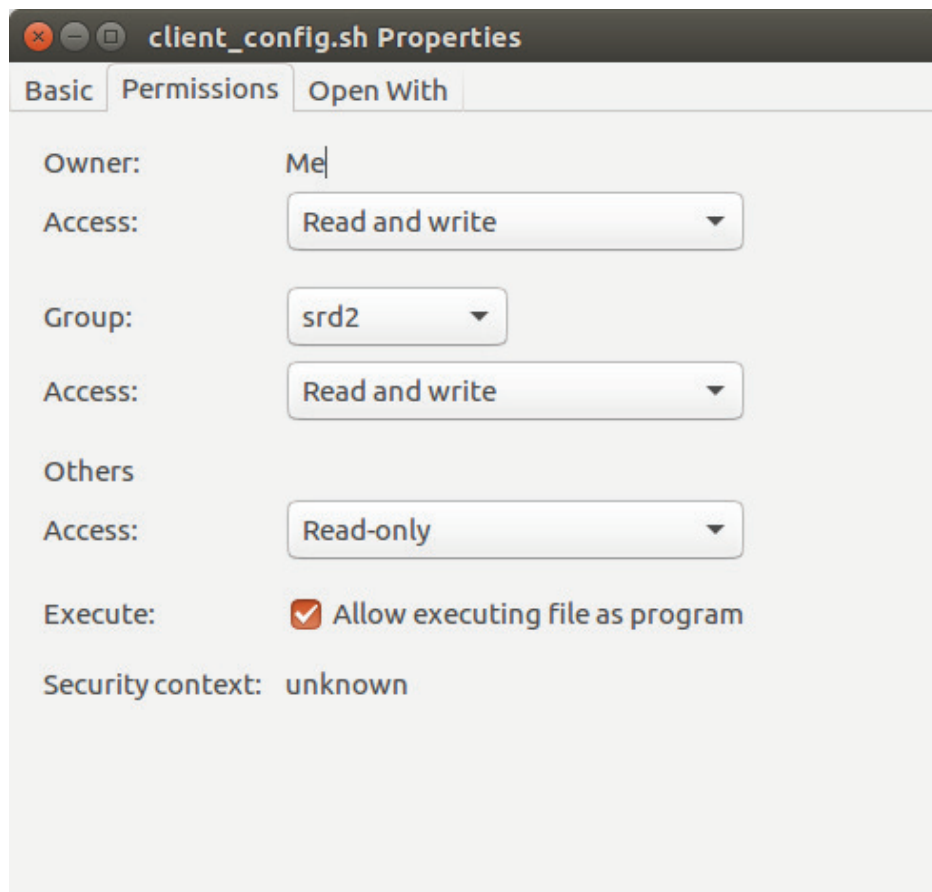 client_config.sh Properties
Basic Permissions Open With
Owner: Me
Access: Read and write
Group: srd2
Access: Read and write
Others
Access: Read-only
Execute: Allow executing file as program
Security context: unknown